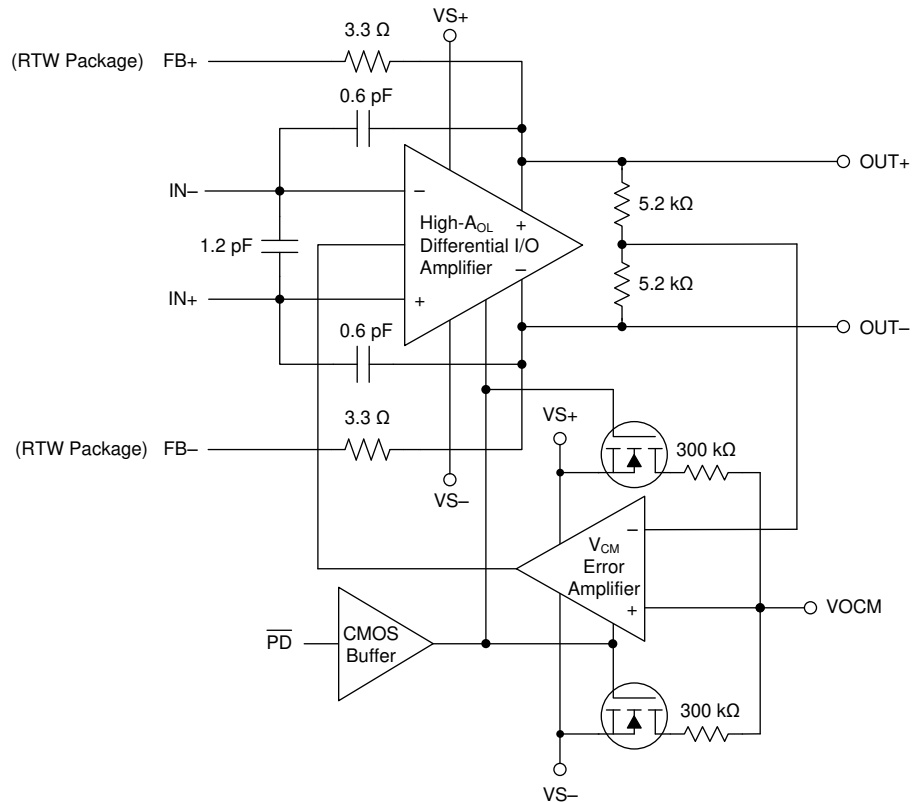 VS+
3.3 Ω
(RTW Package) FB+
0.6 pF
OUT+
IN–
–
5.2 kΩ
High-AOL
Differential I/O
Amplifier
+
–
1.2 pF
5.2 kΩ
IN+
+
0.6 pF
OUT–
3.3 Ω
VS+
300 kΩ
(RTW Package) FB–
VS–
–
VCM
Error
Amplifier
+
VOCM
PD
CMOS
Buffer
300 kΩ
VS–